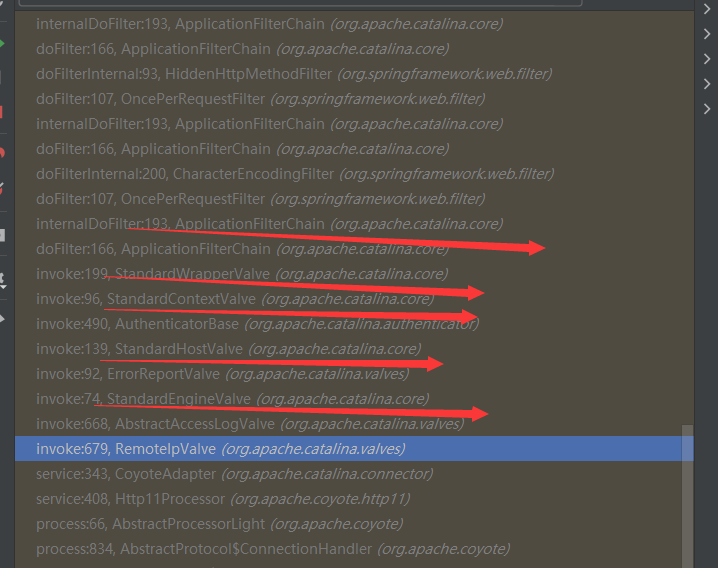 internalDoFilter:193, ApplicationFilterChain (org.apache.catalina.core)
doFilter:166, ApplicationFilterChain (org.apache.catalina.core)
doFilterInternal:93, HiddenHttpMethodFilter (org.springframework.web.filter)
doFilter:107, OncePerRequestFilter (org.springframework.web.filter)
internalDoFilter:193, ApplicationFilterChain (org.apache.catalina.core)
doFilter:166, ApplicationFilterChain (org.apache.catalina.core)
doFilterInternal:200, CharacterEncodingFilter (org.springframework.web.filter)
doFilter:107, OncePerRequestFilter (org.springframework.web.filter)
internalDoFilter:193, ApplicationFilterChain (org.apache.catalina.core)
doFilter:166, ApplicationFilterChain (org.apache.catalina.core)
invoke:199, StandardWrapperValve (org.apache.catalina.core)
invoke:96, StandardContextValve (org.apache.catalina.core)
invoke:490, AuthenticatorBase (org.apache.catalina.authenticator)
invoke:139, StandardHostValve (org.apache.catalina.core)
invoke:92, ErrorReportValve (org.apache.catalina.valves)
invoke:74, StandardEngineValve (org.apache.catalina.core)
invoke:668, AbstractAccessLogValve (org.apache.catalina.valves)
invoke:679, RemoteIpValve (org.apache.catalina.valves)
service:343, CoyoteAdapter (org.apache.catalina.connector)
service:408, Http11Processor (org.apache.coyote.http11)
process:66, AbstractProcessorLight (org.apache.coyote)
process:834, AbstractProtocol$ConnectionHandler (org.apache.coyote)